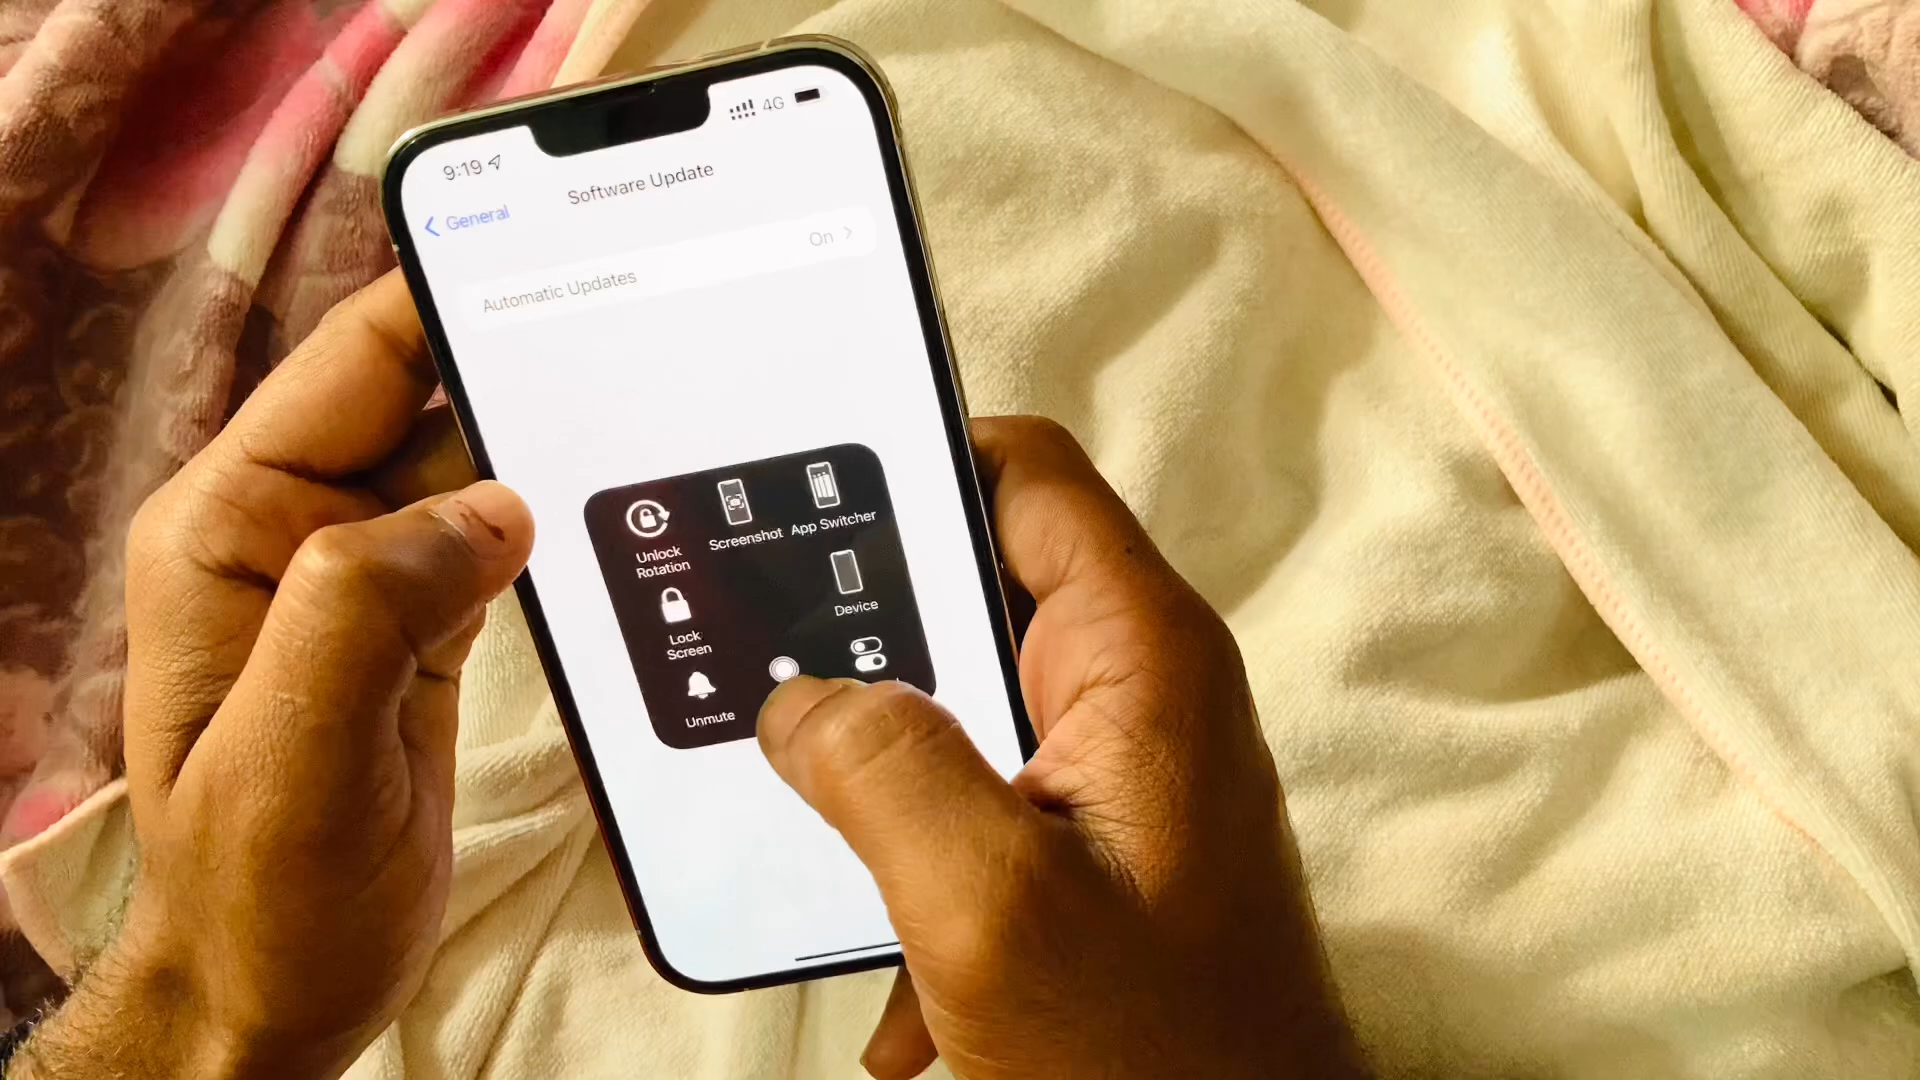 9:19
4G
General
Software Update
Automatic Updates
On
Unlock
Rotation
Screenshot
App Switcher
Lock
Screen
Device
Unmute